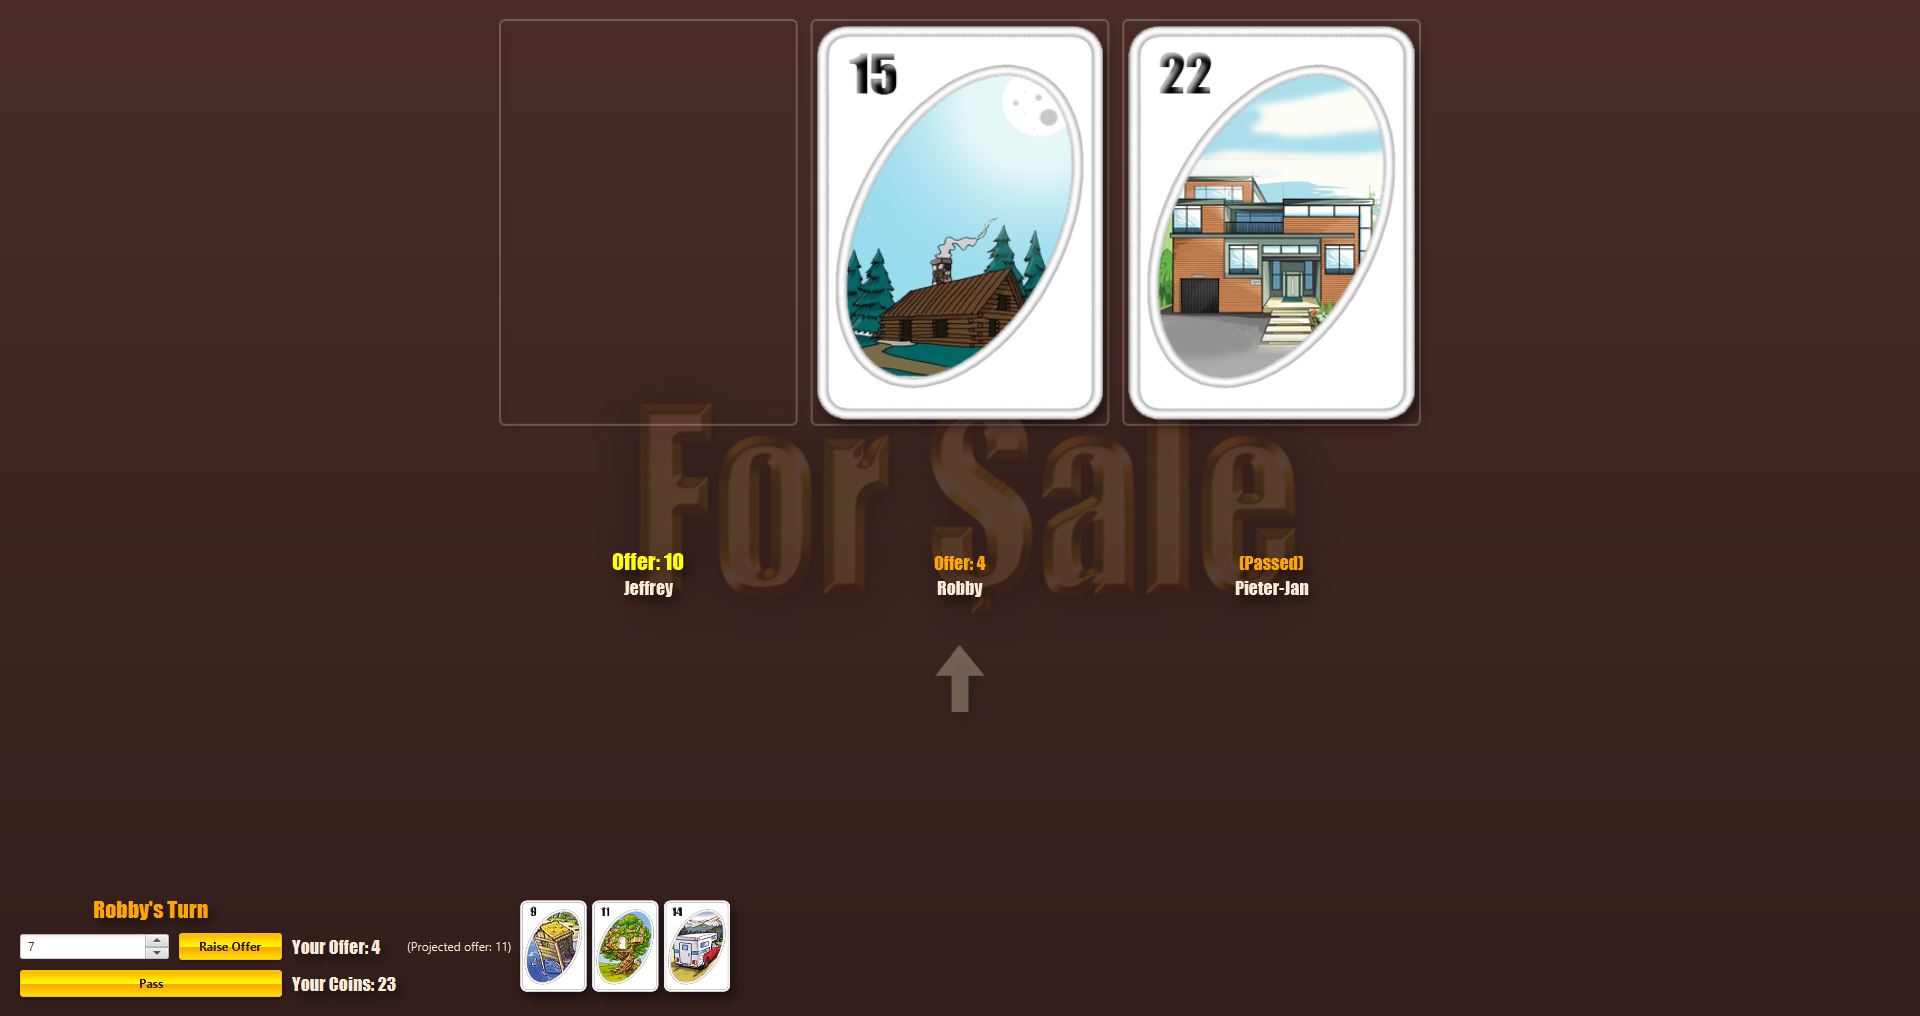 15
22
For Sale
Offer: 10
Jeffrey
Offer: 4
Robby
(Passed)
Pieter-Jan
Robby's Turn
7
Raise Offer
Your Offer: 4
(Projected offer: 11)
Pass
Your Coins: 23
9
11
14